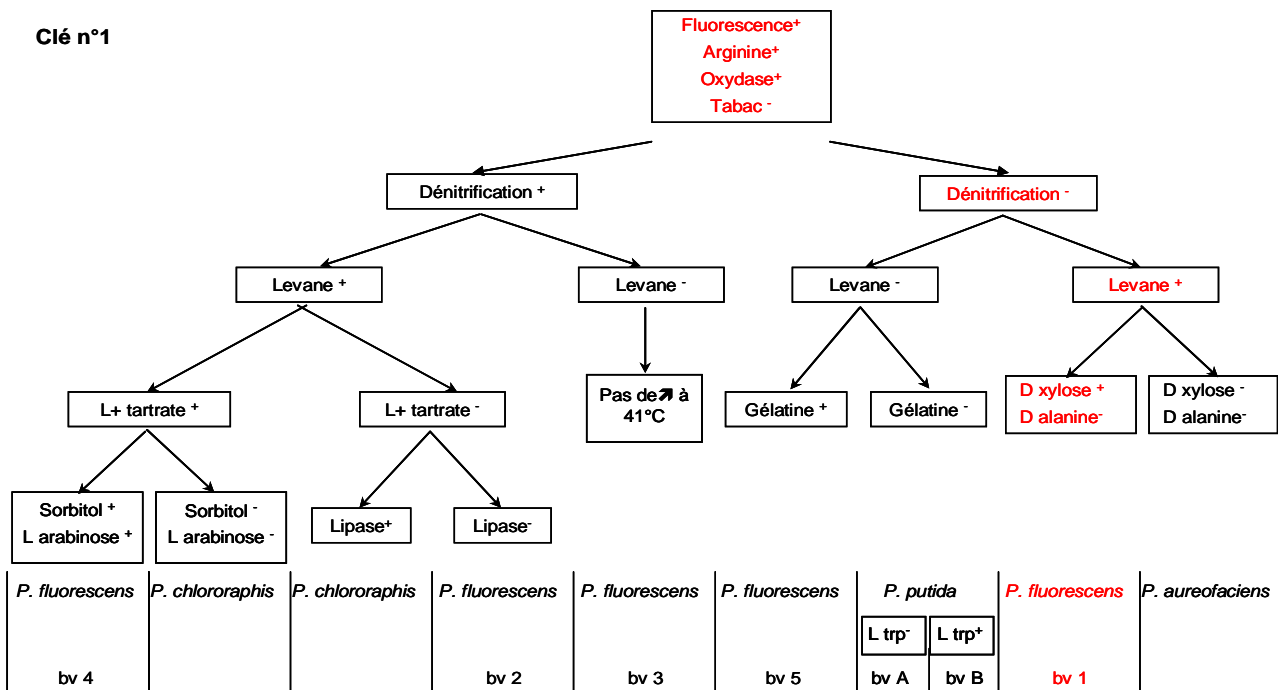 Clé n°1
Fluorescence⁺
Arginine⁺
Oxydase⁺
Tabac ⁻
Dénitrification ⁺
Dénitrification ⁻
Levane ⁺
Levane ⁻
Levane ⁻
Levane ⁺
L+ tartrate ⁺
L+ tartrate ⁻
Pas de ↗ à
41°C
Gélatine ⁺
Gélatine ⁻
D xylose ⁺
D alanine⁻
D xylose ⁻
D alanine⁻
Sorbitol ⁺
L arabinose ⁺
Sorbitol ⁻
L arabinose ⁻
Lipase⁺
Lipase⁻
P. fluorescens
P. chlororaphis
P. chlororaphis
P. fluorescens
P. fluorescens
P. fluorescens
P. putida
P. fluorescens
P. aureofaciens
L trp⁻
L trp⁺
bv 4
bv 2
bv 3
bv 5
bv A
bv B
bv 1